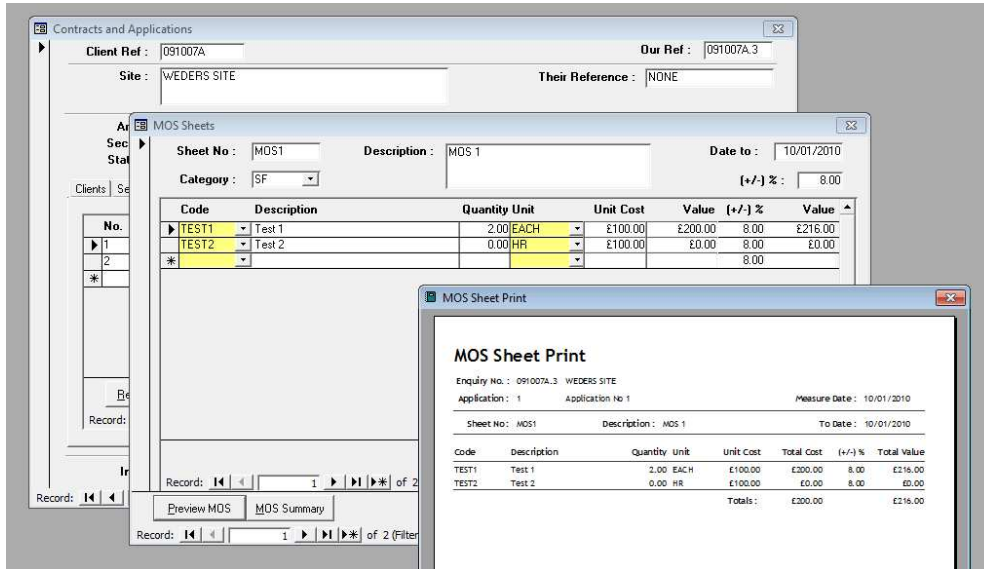 Contracts and Applications
Client Ref : 091007A Our Ref : 091007A.3
Site : WEDERS SITE Their Reference : NONE
MOS Sheets
Sheet No : MOS1 Description : MOS 1 Date to : 10/01/2010
Category : SF (+/-) % : 8.00
Clients
No.
1
2
Record:
Record:
Code Description Quantity Unit Unit Cost Value (+/-) % Value
TEST1 Test 1 2.00 EACH £100.00 £200.00 8.00 £216.00
TEST2 Test 2 0.00 HR £100.00 £0.00 8.00 £0.00
8.00
Record: 1 of 2
Preview MOS MOS Summary
Record: 1 of 2 (Filter
MOS Sheet Print
MOS Sheet Print
Enquiry No. : 091007A.3 WEDERS SITE
Application : 1 Application No 1 Measure Date : 10/01/2010
Sheet No: MOS1 Description : MOS 1 To Date : 10/01/2010
Code Description Quantity Unit Unit Cost Total Cost (+/-) % Total Value
TEST1 Test 1 2.00 EACH £100.00 £200.00 8.00 £216.00
TEST2 Test 2 0.00 HR £100.00 £0.00 8.00 £0.00
Totals : £200.00 £216.00